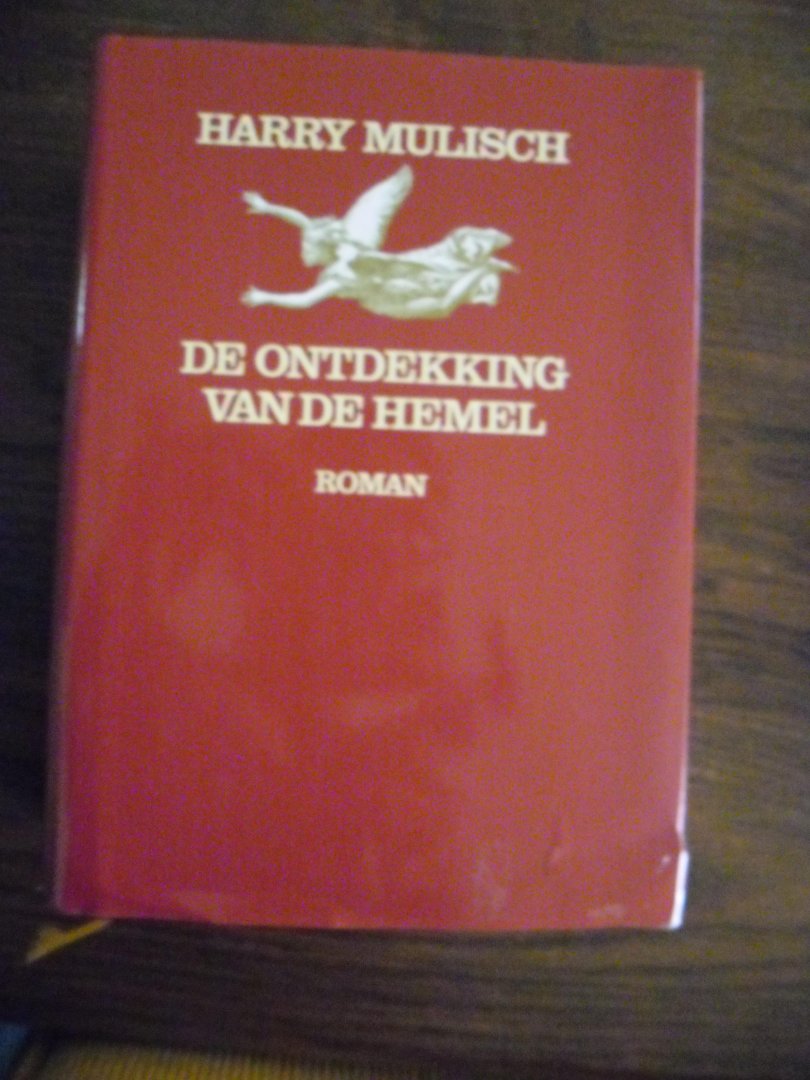 HARRY MULISCH
DE ONTDEKKING
VAN DE HEMEL
ROMAN